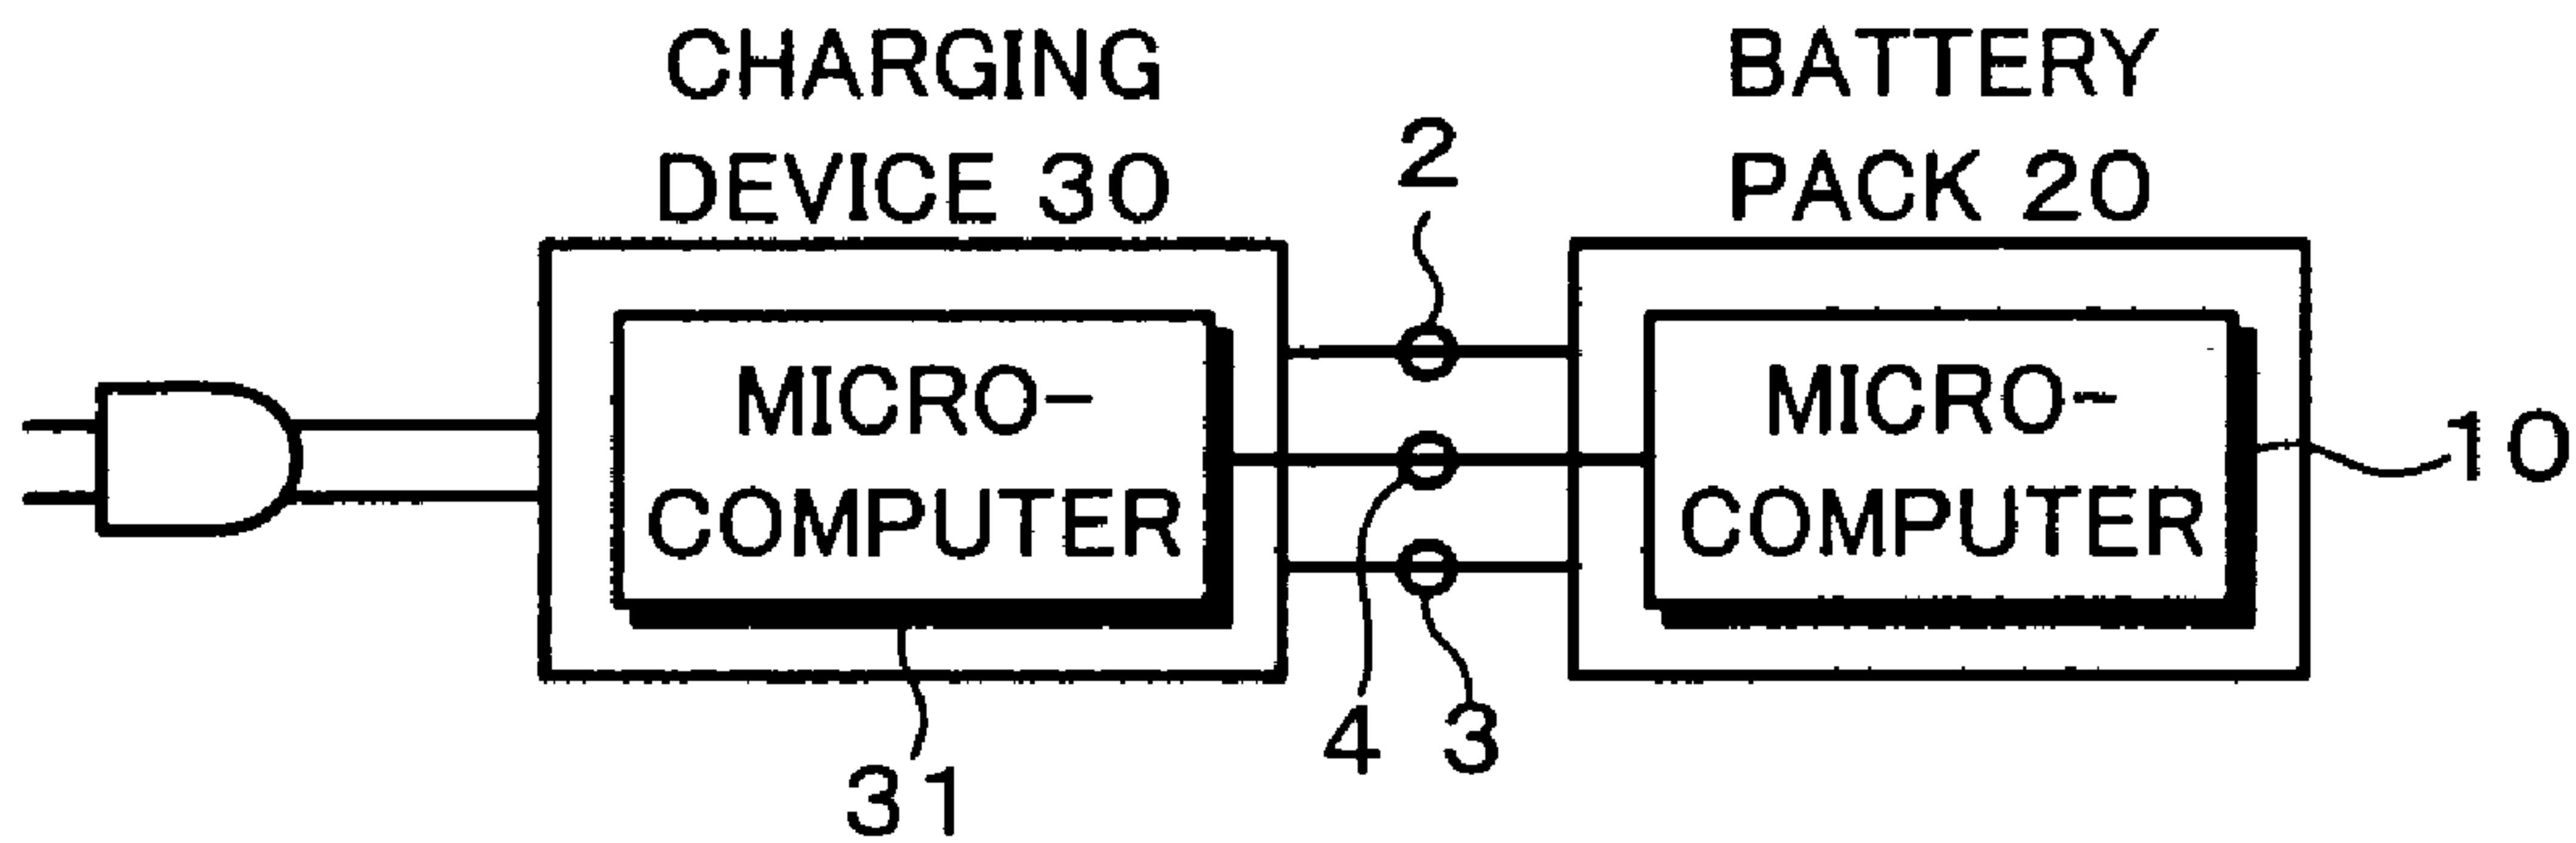 CHARGING
DEVICE 30
BATTERY
PACK 20
2
MICRO-
COMPUTER
MICRO-
COMPUTER
10
4
3
31